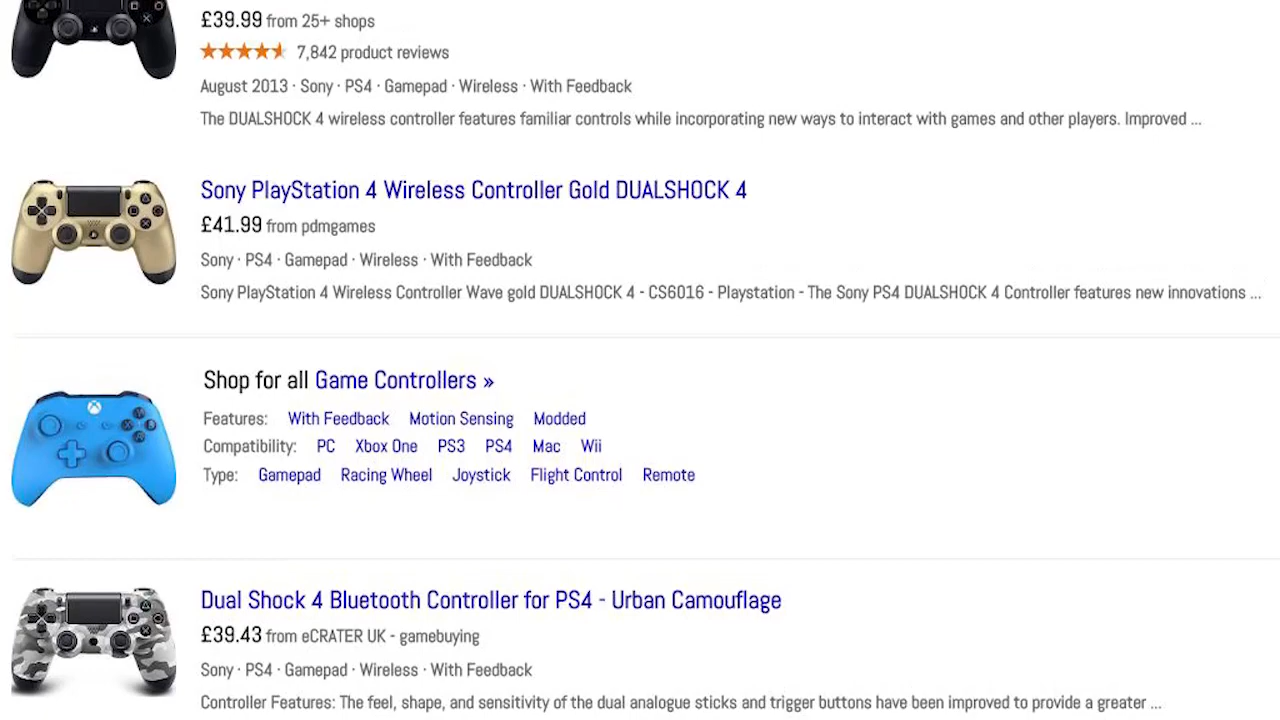 £39.99 from 25+ shops
7,842 product reviews
August 2013 · Sony · PS4 · Gamepad · Wireless · With Feedback
The DUALSHOCK 4 wireless controller features familiar controls while incorporating new ways to interact with games and other players. Improved ...
Sony PlayStation 4 Wireless Controller Gold DUALSHOCK 4
£41.99 from pdmgames
Sony · PS4 · Gamepad · Wireless · With Feedback
Sony PlayStation 4 Wireless Controller Wave gold DUALSHOCK 4 - CS6016 - Playstation - The Sony PS4 DUALSHOCK 4 Controller features new innovations ...
Shop for all Game Controllers »
Features: With Feedback Motion Sensing Modded
Compatibility: PC Xbox One PS3 PS4 Mac Wii
Type: Gamepad Racing Wheel Joystick Flight Control Remote
Dual Shock 4 Bluetooth Controller for PS4 - Urban Camouflage
£39.43 from eCRATER UK - gamebuying
Sony · PS4 · Gamepad · Wireless · With Feedback
Controller Features: The feel, shape, and sensitivity of the dual analogue sticks and trigger buttons have been improved to provide a greater ...